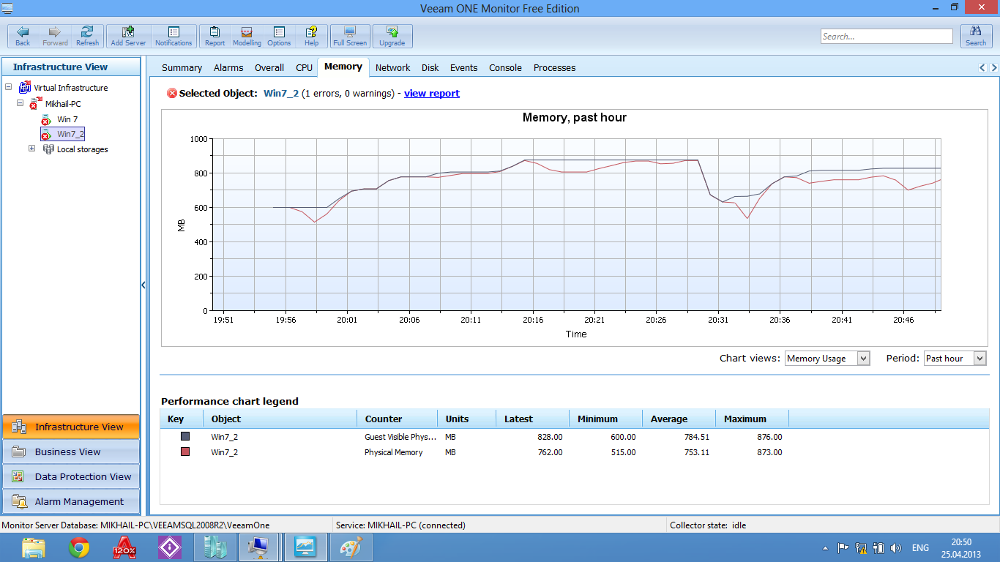 Veeam ONE Monitor Free Edition
Back Forward Refresh Add Server Notifications Report Modelling Options Help Full Screen Upgrade
Search...
Search
Infrastructure View
Virtual Infrastructure
Mikhail-PC
Win 7
Win7_2
Local storages
Summary Alarms Overall CPU Memory Network Disk Events Console Processes
Selected Object: Win7_2 (1 errors, 0 warnings) - view report
Memory, past hour
1000
800
600
400
200
0
MB
19:51 19:56 20:01 20:06 20:11 20:16 20:21 20:26 20:31 20:36 20:41 20:46
Time
Chart views: Memory Usage Period: Past hour
Performance chart legend
Key Object Counter Units Latest Minimum Average Maximum
Win7_2 Guest Visible Phys... MB 828.00 600.00 784.51 876.00
Win7_2 Physical Memory MB 762.00 515.00 753.11 873.00
Infrastructure View
Business View
Data Protection View
Alarm Management
Monitor Server Database: MIKHAIL-PC\VEEAMSQL2008R2\VeeamOne Service: MIKHAIL-PC (connected) Collector state: idle
120%
ENG
20:50
25.04.2013